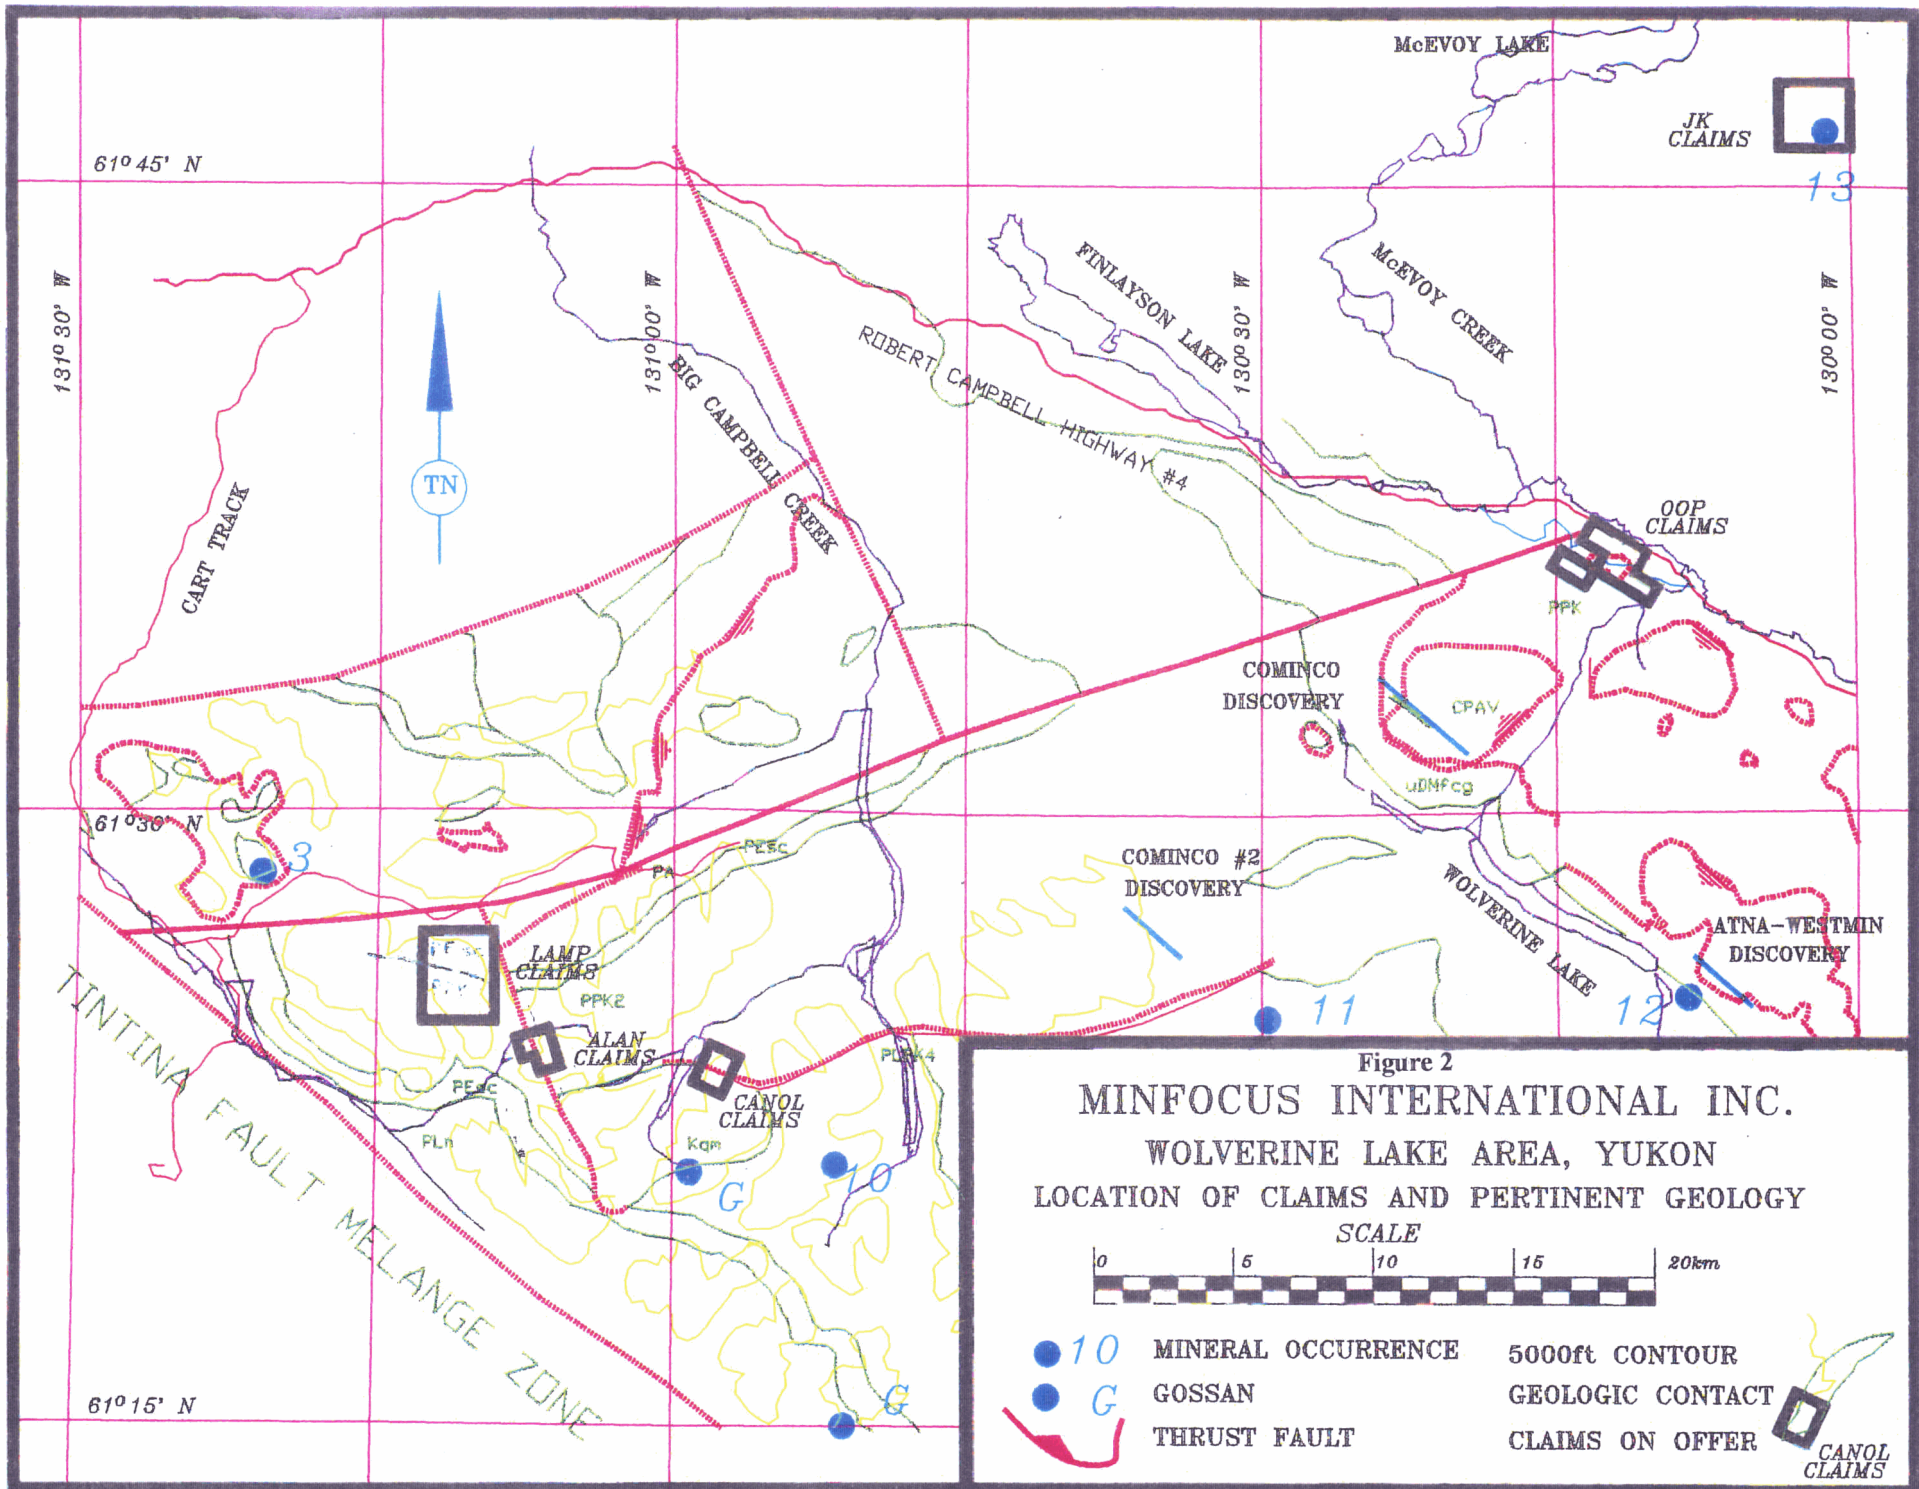 McEVOY LAKE
JK
CLAIMS
13
61° 45' N
131° 30' W
131° 00' W
130° 30' W
130° 00' W
FINLAYSON LAKE
McEVOY CREEK
ROBERT CAMPBELL HIGHWAY #4
BIG CAMPBELL CREEK
TN
CART TRACK
OOP
CLAIMS
PPK
COMINCO
DISCOVERY
CPAV
uDMfcg
61° 30' N
3
PEsc
PA
COMINCO #2
DISCOVERY
WOLVERINE LAKE
ATNA-WESTMIN
DISCOVERY
LAMP
CLAIMS
PPK2
11
12
ALAN
CLAIMS
PEsc
CANOL
CLAIMS
PLn
Kqm
G
10
TINTINA FAULT MELANGE ZONE
61° 15' N
G
Figure 2
MINFOCUS INTERNATIONAL INC.
WOLVERINE LAKE AREA, YUKON
LOCATION OF CLAIMS AND PERTINENT GEOLOGY
SCALE
0 5 10 15 20km
10 MINERAL OCCURRENCE
G GOSSAN
THRUST FAULT
5000ft CONTOUR
GEOLOGIC CONTACT
CLAIMS ON OFFER
CANOL
CLAIMS